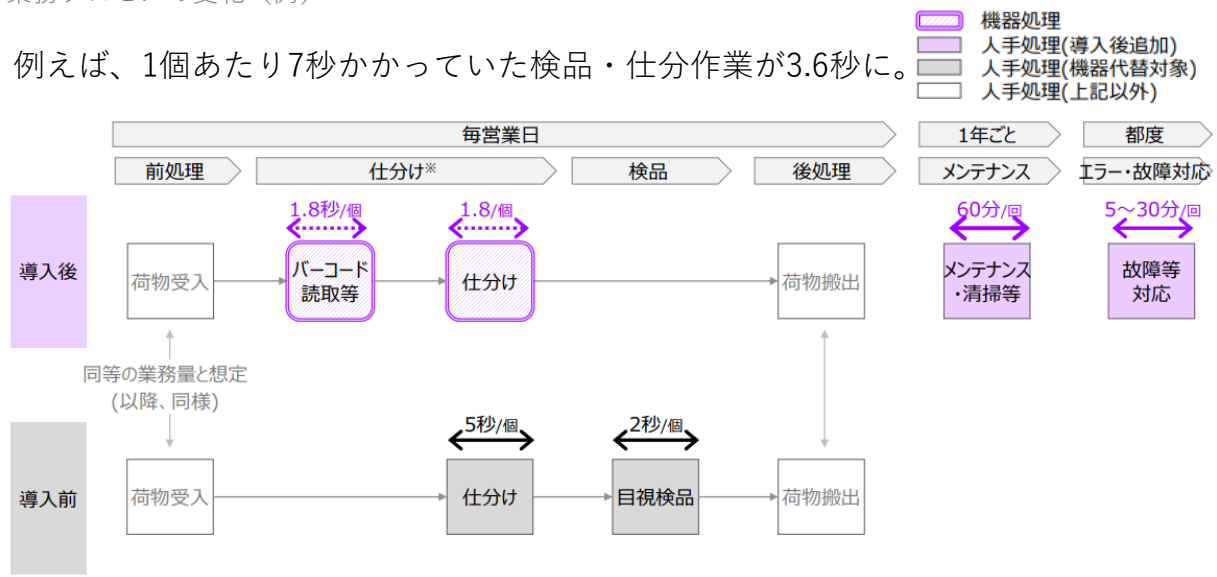 機器処理
人手処理(導入後追加)
人手処理(機器代替対象)
人手処理(上記以外)
例えば、1個あたり7秒かかっていた検品・仕分作業が3.6秒に。
毎営業日
1年ごと
都度
前処理
仕分け※
検品
後処理
メンテナンス
エラー・故障対応
導入後
1.8秒/個
1.8/個
60分/回
5～30分/回
荷物受入
バーコード
読取等
仕分け
荷物搬出
メンテナンス
・清掃等
故障等
対応
同等の業務量と想定
(以降、同様)
導入前
5秒/個
2秒/個
荷物受入
仕分け
目視検品
荷物搬出